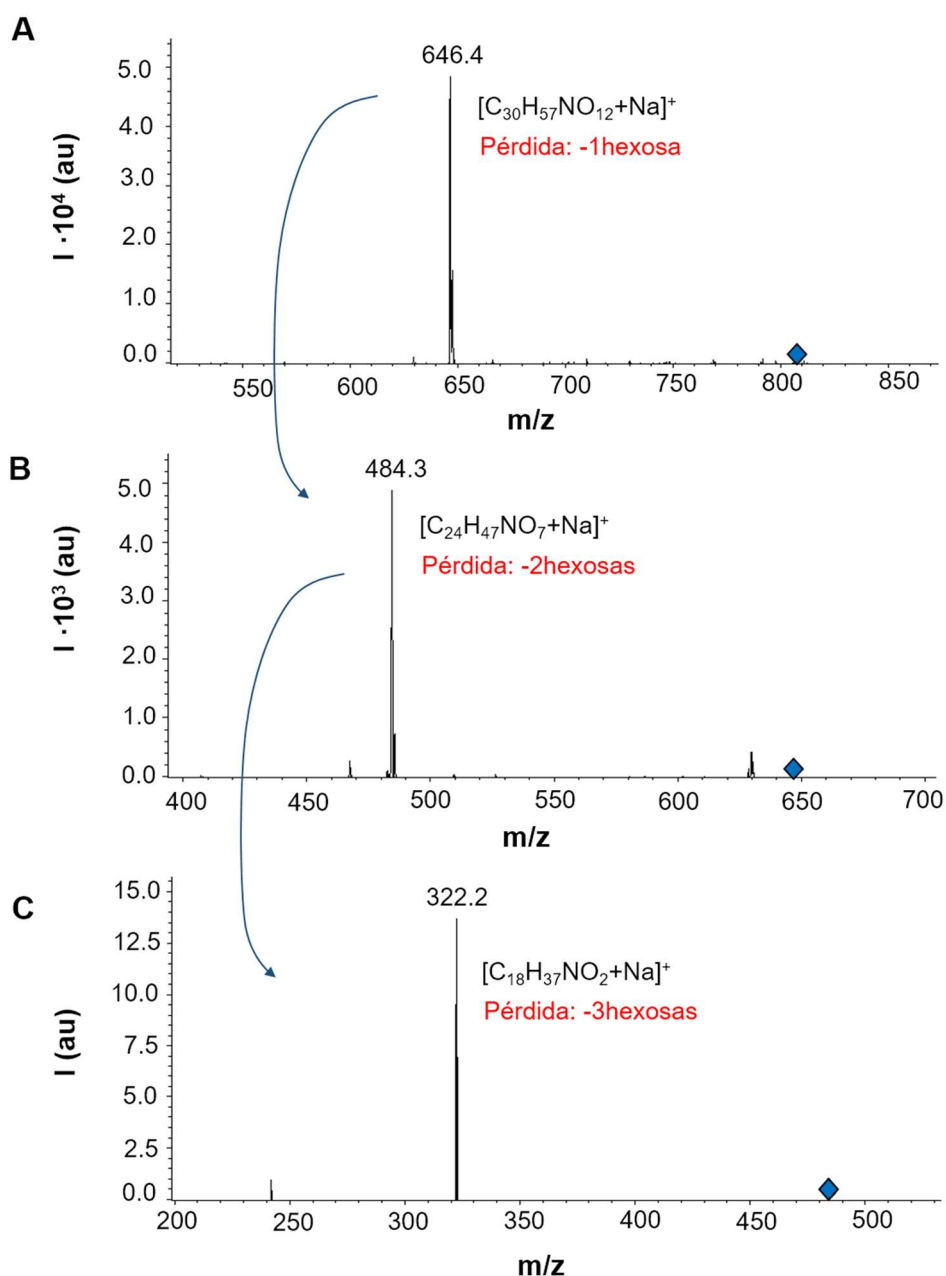 A
646.4
[C₃₀H₅₇NO₁₂+Na]⁺
Pérdida: -1hexosa
I ·10⁴ (au)
5.0
4.0
3.0
2.0
1.0
0.0
550 600 650 700 750 800 850
m/z
B
484.3
[C₂₄H₄₇NO₇+Na]⁺
Pérdida: -2hexosas
I ·10³ (au)
5.0
4.0
3.0
2.0
1.0
0.0
400 450 500 550 600 650 700
m/z
C
322.2
[C₁₈H₃₇NO₂+Na]⁺
Pérdida: -3hexosas
I (au)
15.0
12.5
10.0
7.5
5.0
2.5
0.0
200 250 300 350 400 450 500
m/z